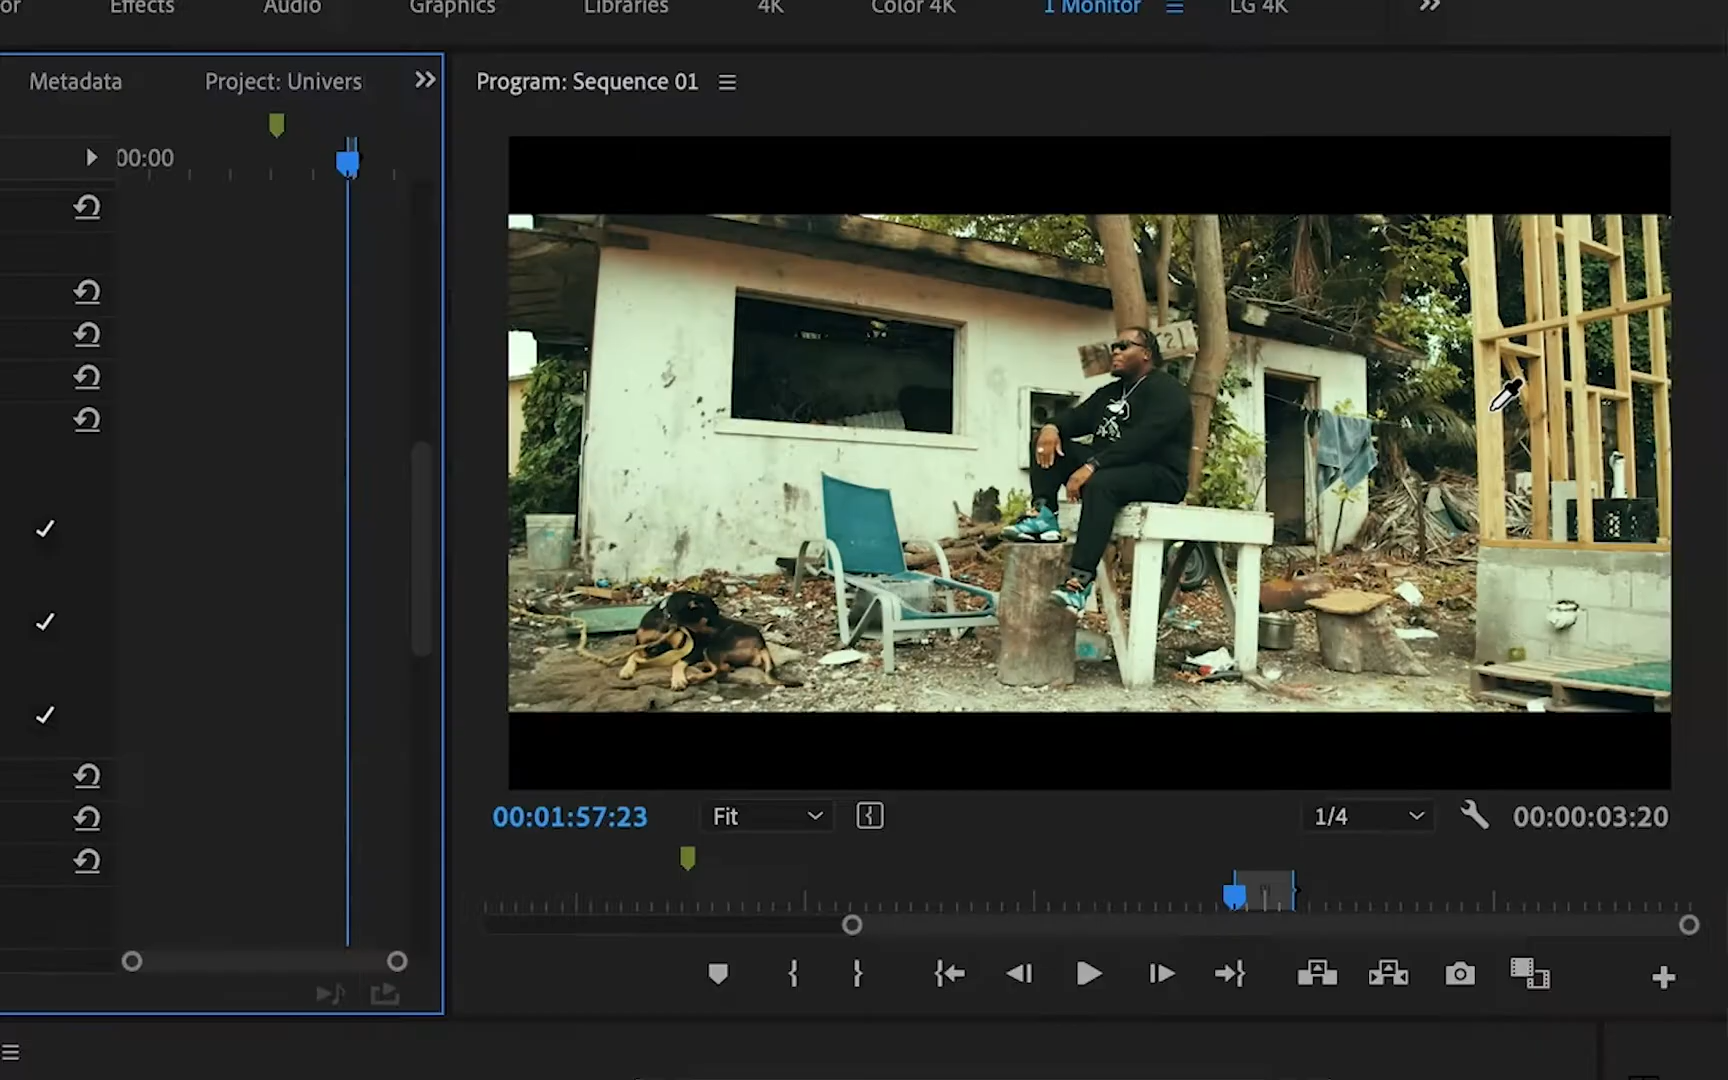 Effects Audio Graphics Libraries 4K Color 4K 1 Monitor LG 4K
Metadata Project: Univers
Program: Sequence 01
00:00
00:01:57:23 Fit 1/4 00:00:03:20